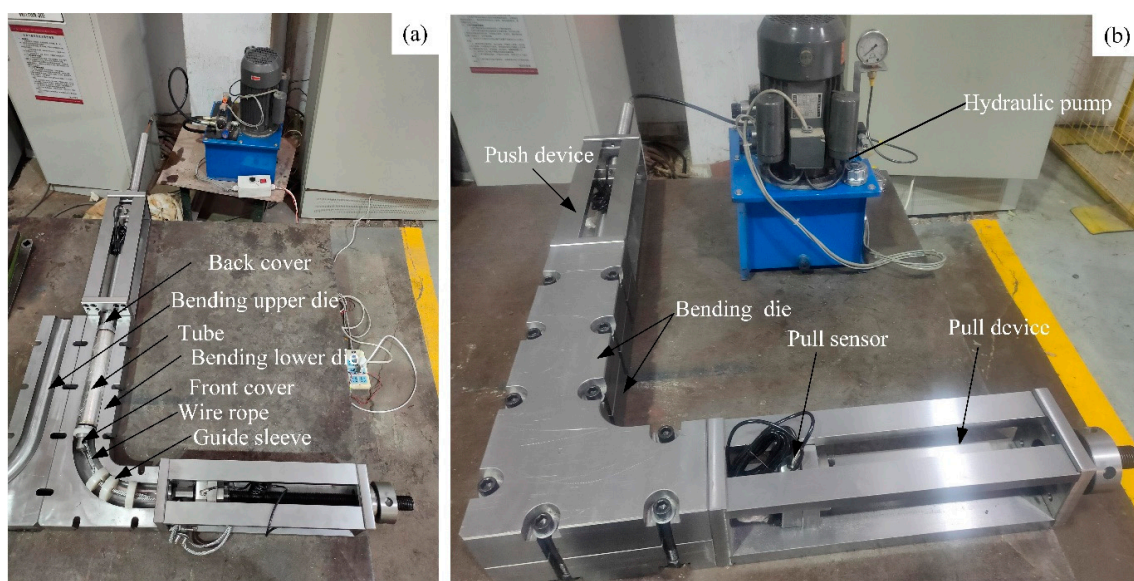 (a)
Back cover
Bending upper die
Tube
Bending lower die
Front cover
Wire rope
Guide sleeve
(b)
Hydraulic pump
Push device
Bending die
Pull sensor
Pull device